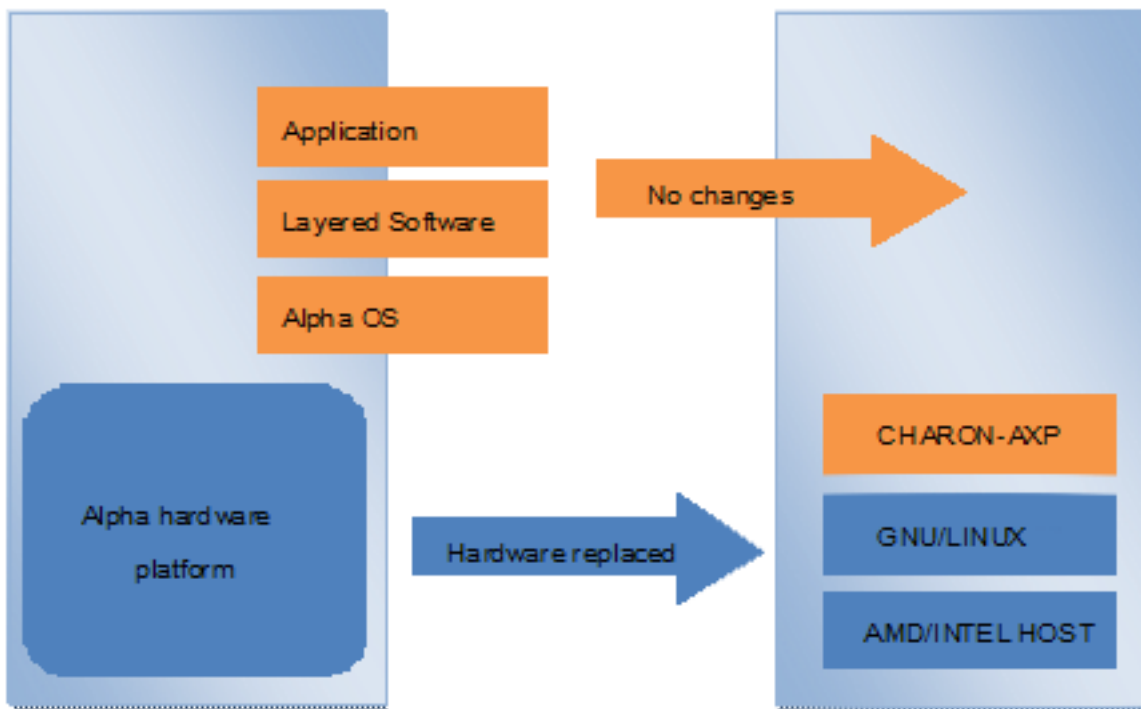 Application
Layered Software
Alpha OS
No changes
Alpha hardware
platform
Hardware replaced
CHARON-AXP
GNU/LINUX
AMD/INTEL HOST